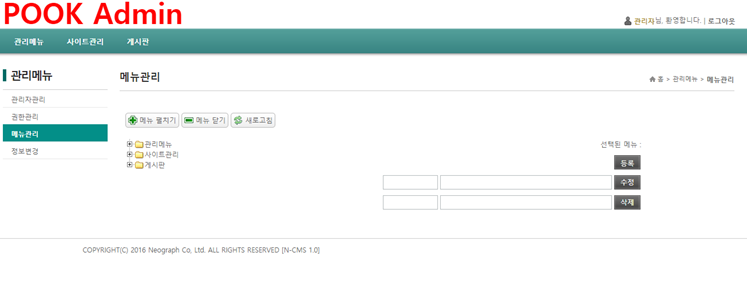 POOK Admin
관리자님, 환영합니다. | 로그아웃
관리메뉴 사이트관리 게시판
관리메뉴
메뉴관리
홈 > 관리메뉴 > 메뉴관리
관리자관리
권한관리
메뉴관리
정보변경
메뉴 펼치기 메뉴 닫기 새로고침
관리메뉴
사이트관리
게시판
선택된 메뉴 :
등록
수정
삭제
COPYRIGHT(C) 2016 Neograph Co, Ltd. ALL RIGHTS RESERVED [N-CMS 1.0]